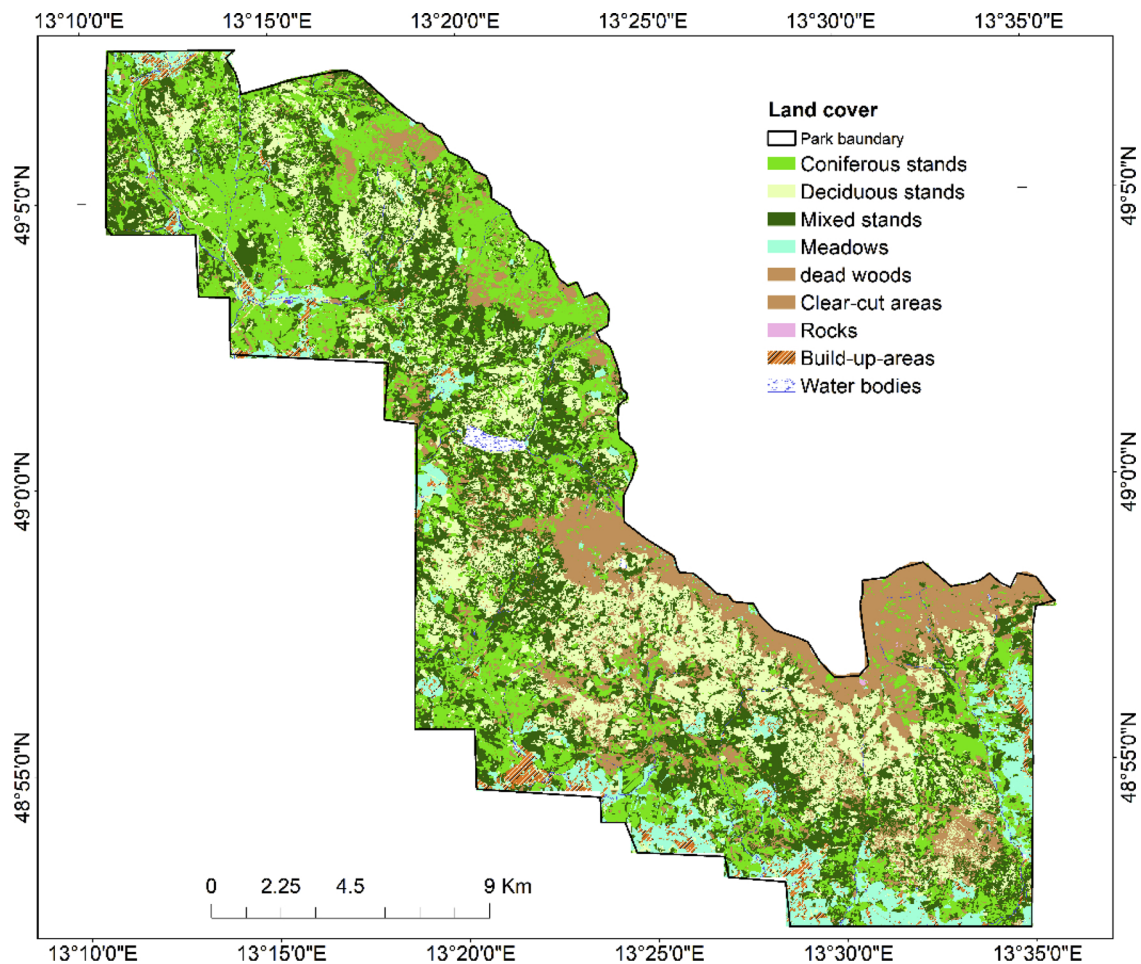 13°10'0"E 13°15'0"E 13°20'0"E 13°25'0"E 13°30'0"E 13°35'0"E
Land cover
Park baundary
Coniferous stands
Deciduous stands
Mixed stands
Meadows
dead woods
Clear-cut areas
Rocks
Build-up-areas
Water bodies
49°5'0"N
49°0'0"N
48°55'0"N
49°5'0"N
49°0'0"N
48°55'0"N
0 2.25 4.5 9 Km
13°10'0"E 13°15'0"E 13°20'0"E 13°25'0"E 13°30'0"E 13°35'0"E